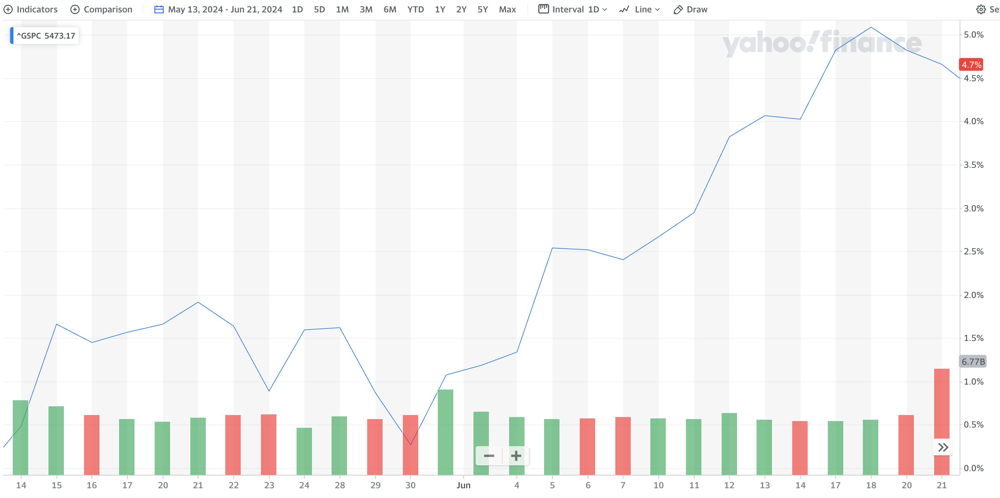 Indicators Comparison May 13, 2024 - Jun 21, 2024 1D 5D 1M 3M 6M YTD 1Y 2Y 5Y Max Interval 1D Line Draw
^GSPC 5473.17
yahoo!finance
5.0%
4.7%
4.5%
4.0%
3.5%
3.0%
2.5%
2.0%
1.5%
6.77B
1.0%
0.5%
0.0%
14 15 16 17 20 21 22 23 24 28 29 30 Jun 4 5 6 7 10 11 12 13 14 17 18 20 21